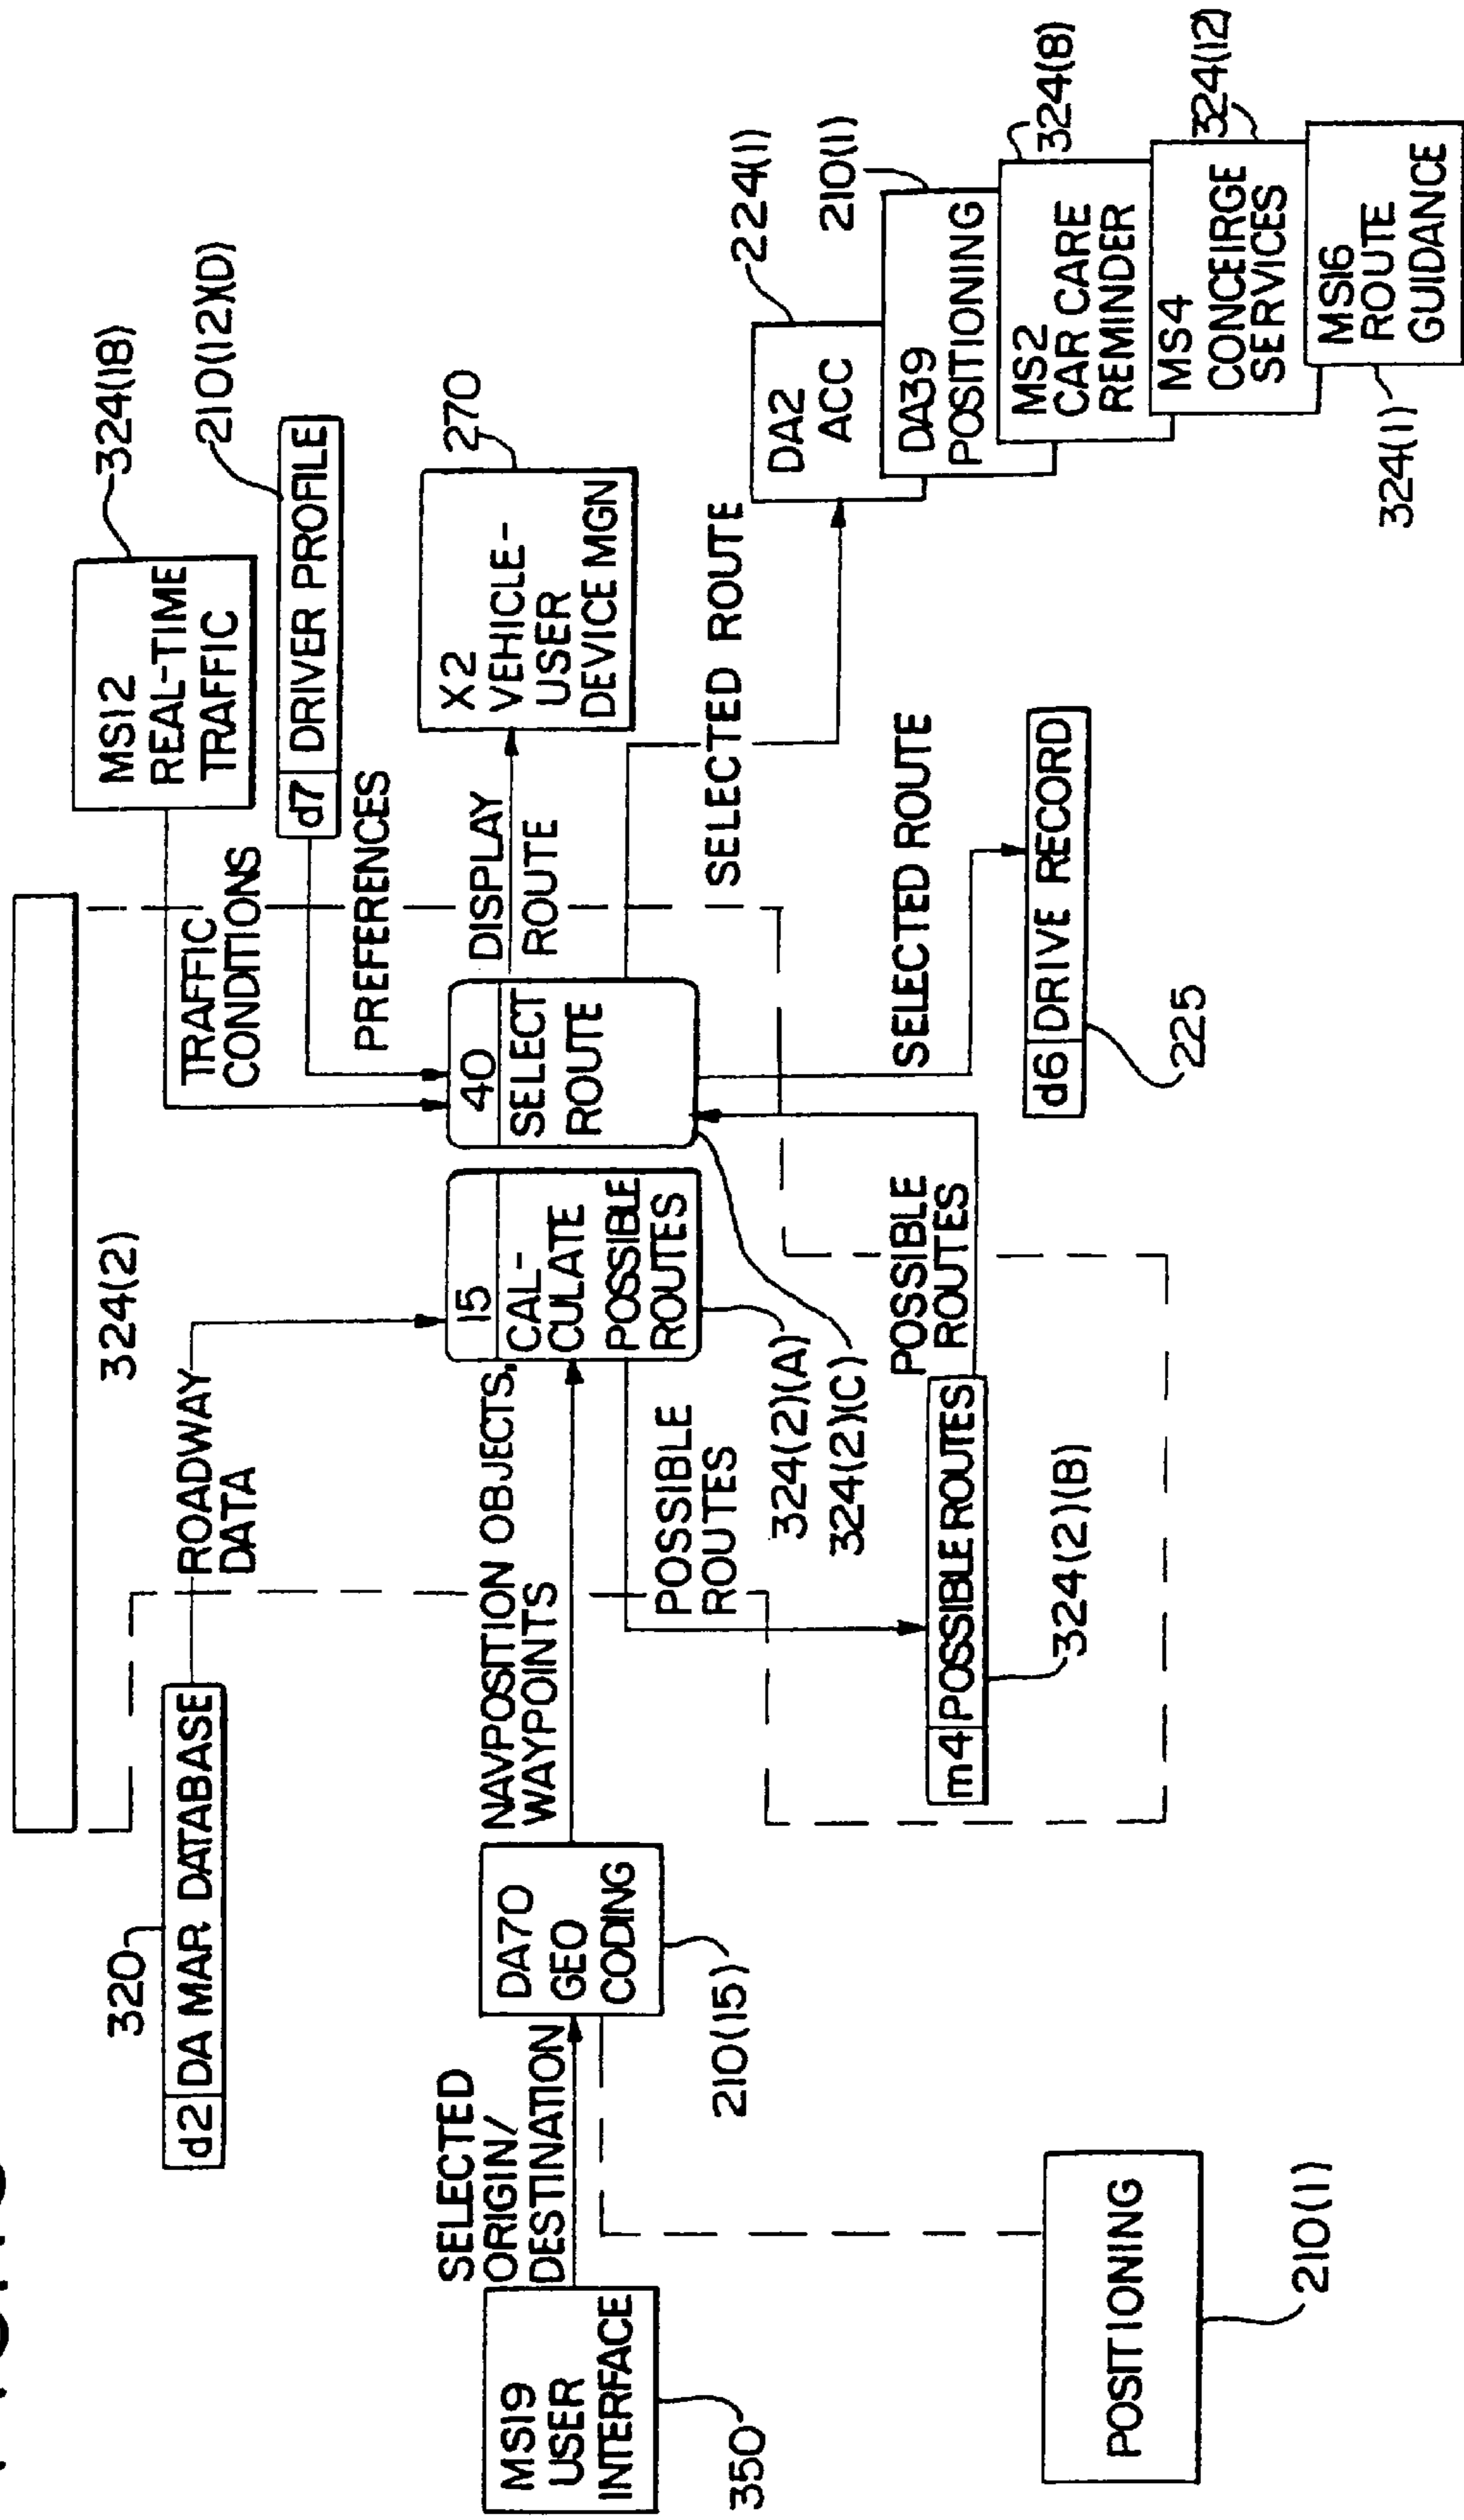 324(2)
320
d2 DA MAR DATABASE
ROADWAY
DATA
MS12
REAL-TIME
TRAFFIC
324(18)
TRAFFIC
CONDITIONS
d7 DRIVER PROFILE
210(12)(D)
PREFERENCES
MS19
USER
INTERFACE
350
SELECTED
ORIGIN/
DESTINATION
DA70
GEO
CODING
210(15)
NAVPOSITION OBJECTS,
WAYPOINTS
15
CAL-
CULATE
POSSIBLE
ROUTES
324(2)(A)
40
SELECT
ROUTE
324(2)(C)
DISPLAY
ROUTE
X2
VEHICLE-
USER
DEVICE MGN
270
POSSIBLE
ROUTES
m4 POSSIBLE ROUTES
324(2)(B)
POSSIBLE
ROUTES
SELECTED ROUTE
SELECTED ROUTE
d6 DRIVE RECORD
225
POSITIONING
210(1)
DA2
ACC
224(1)
DA39
POSITIONING
210(1)
MS2
CAR CARE
REMINDER
324(8)
MS4
CONCEIRGE
SERVICES
324(12)
MS16
ROUTE
GUIDANCE
324(1)